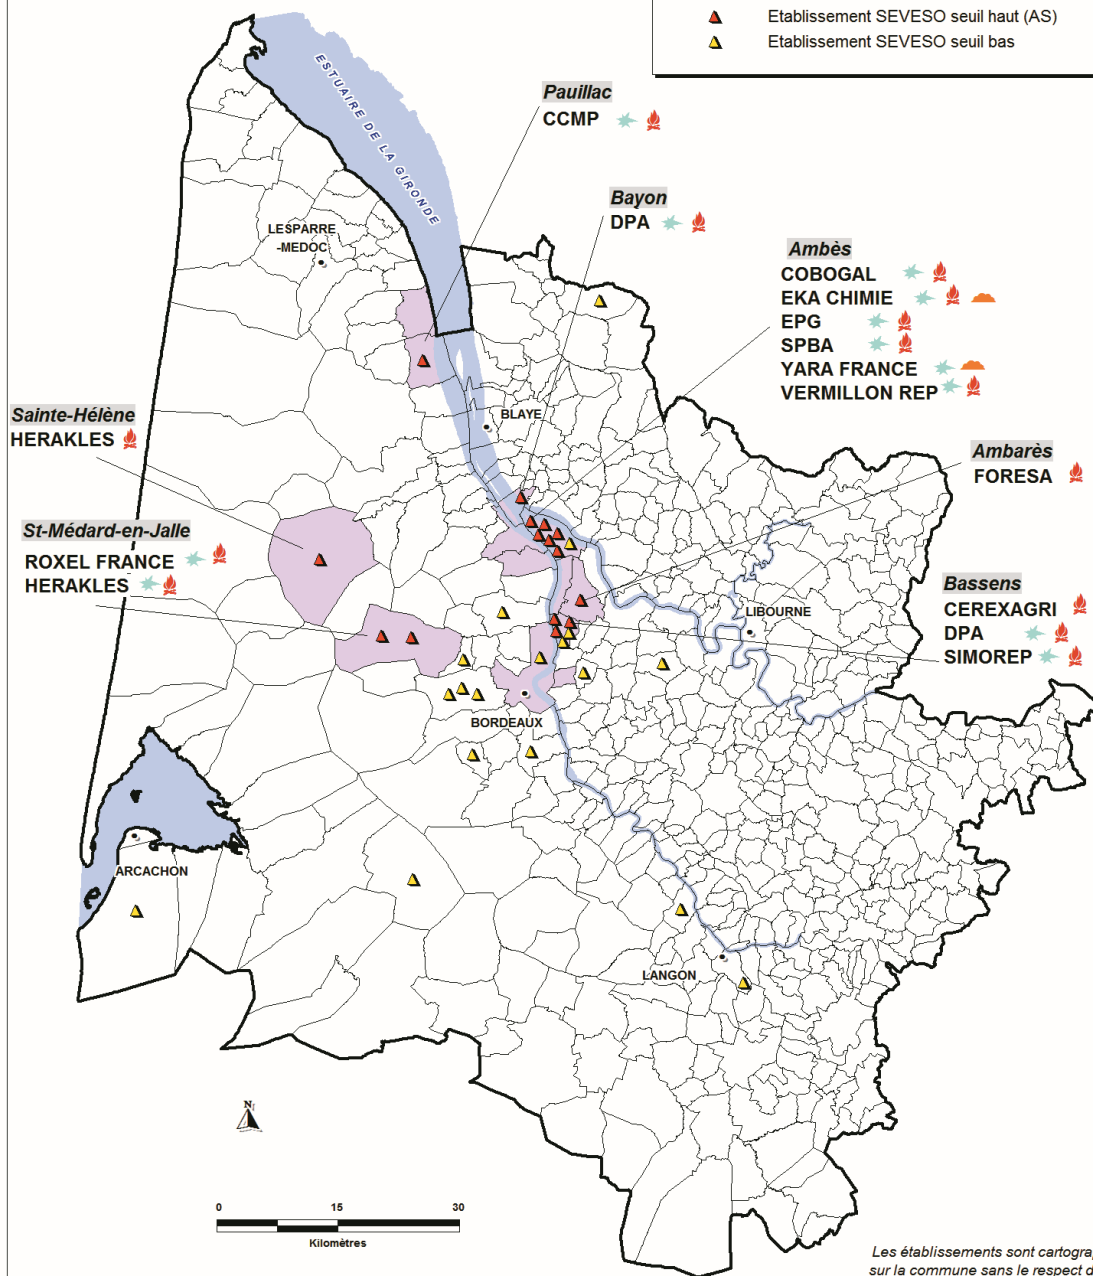 Etablissement SEVESO seuil haut (AS)
Etablissement SEVESO seuil bas
ESTUAIRE DE LA GIRONDE
Pauillac
CCMP
Bayon
DPA
LESPARRE
-MEDOC
Ambès
COBOGAL
EKA CHIMIE
EPG
SPBA
YARA FRANCE
VERMILLON REP
BLAYE
Sainte-Hélène
HERAKLES
Ambarès
FORESA
St-Médard-en-Jalle
ROXEL FRANCE
HERAKLES
Bassens
CEREXAGRI
DPA
SIMOREP
LIBOURNE
BORDEAUX
ARCACHON
LANGON
N
0 15 30
Kilomètres
Les établissements sont cartogra
sur la commune sans le respect d